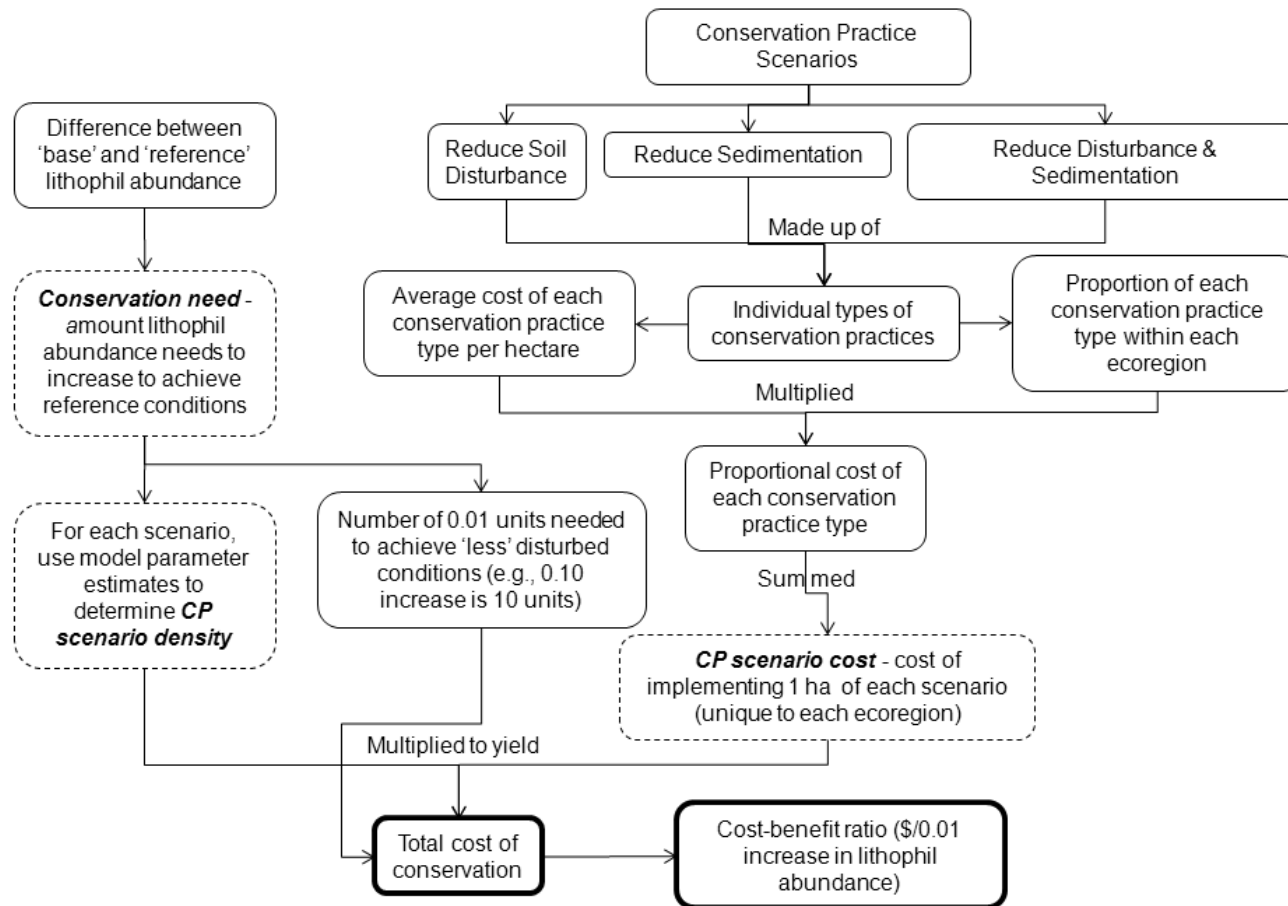 Conservation Practice
Scenarios
Difference between
‘base’ and ‘reference’
lithophil abundance
Reduce Soil
Disturbance
Reduce Sedimentation
Reduce Disturbance &
Sedimentation
Made up of
Conservation need -
amount lithophil
abundance needs to
increase to achieve
reference conditions
Average cost of each
conservation practice
type per hectare
Individual types of
conservation practices
Proportion of each
conservation practice
type within each
ecoregion
Multiplied
Proportional cost of
each conservation
practice type
For each scenario,
use model parameter
estimates to
determine CP
scenario density
Number of 0.01 units needed
to achieve ‘less’ disturbed
conditions (e.g., 0.10
increase is 10 units)
Summed
CP scenario cost - cost of
implementing 1 ha of each scenario
(unique to each ecoregion)
Multiplied to yield
Total cost of
conservation
Cost-benefit ratio ($/0.01
increase in lithophil
abundance)